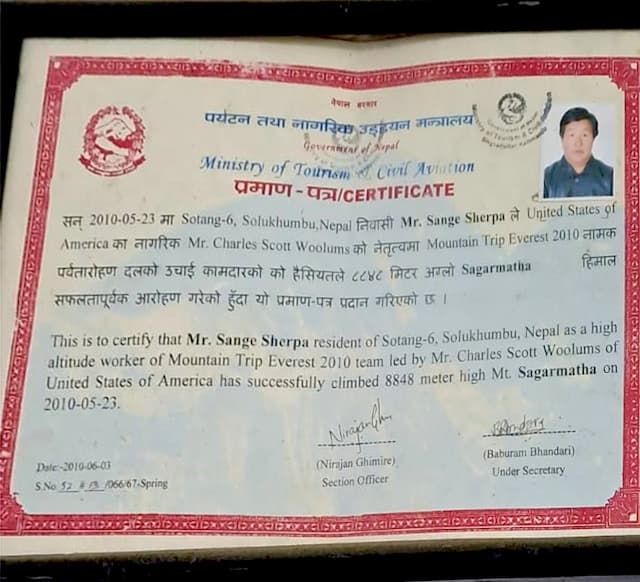 नेपाल सरकार
पर्यटन तथा नागरिक उड्डयन मन्त्रालय
Government of Nepal
Ministry of Tourism & Civil Aviation
प्रमाण - पत्र/CERTIFICATE
सन् 2010-05-23 मा Sotang-6, Solukhumbu,Nepal निवासी Mr. Sange Sherpa ले United States of
America का नागरिक Mr. Charles Scott Woolums को नेतृत्वमा Mountain Trip Everest 2010 नामक
पर्वतारोहण दलको उचाई कामदारको को हैसियतले ८८४८ मिटर अग्लो Sagarmatha हिमाल
सफलतापूर्वक आरोहण गरेको हुँदा यो प्रमाण-पत्र प्रदान गरिएको छ ।
This is to certify that Mr. Sange Sherpa resident of Sotang-6, Solukhumbu, Nepal as a high
altitude worker of Mountain Trip Everest 2010 team led by Mr. Charles Scott Woolums of
United States of America has successfully climbed 8848 meter high Mt. Sagarmatha on
2010-05-23.
(Nirajan Ghimire)
Section Officer
(Baburam Bhandari)
Under Secretary
Date:-2010-06-03
S.No 52 /066/67-Spring